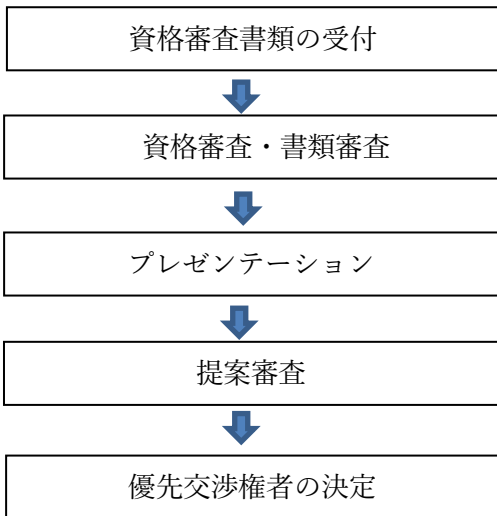 資格審査書類の受付
資格審査・書類審査
プレゼンテーション
提案審査
優先交渉権者の決定